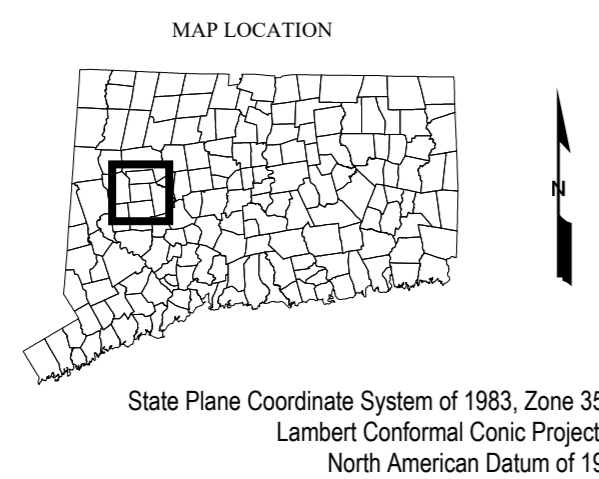 MAP LOCATION
N
State Plane Coordinate System of 1983, Zone 35
Lambert Conformal Conic Project
North American Datum of 19